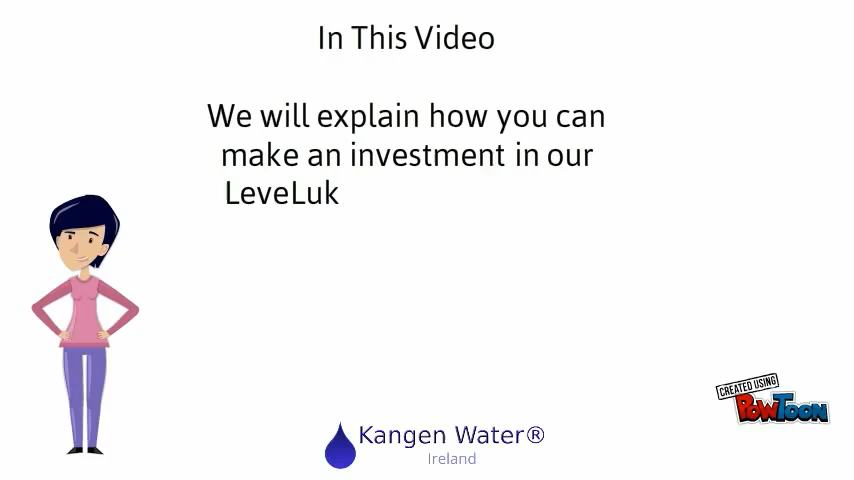 In This Video
We will explain how you can
make an investment in our
LeveLuk
CREATED USING
POWTOON
Kangen Water®
Ireland